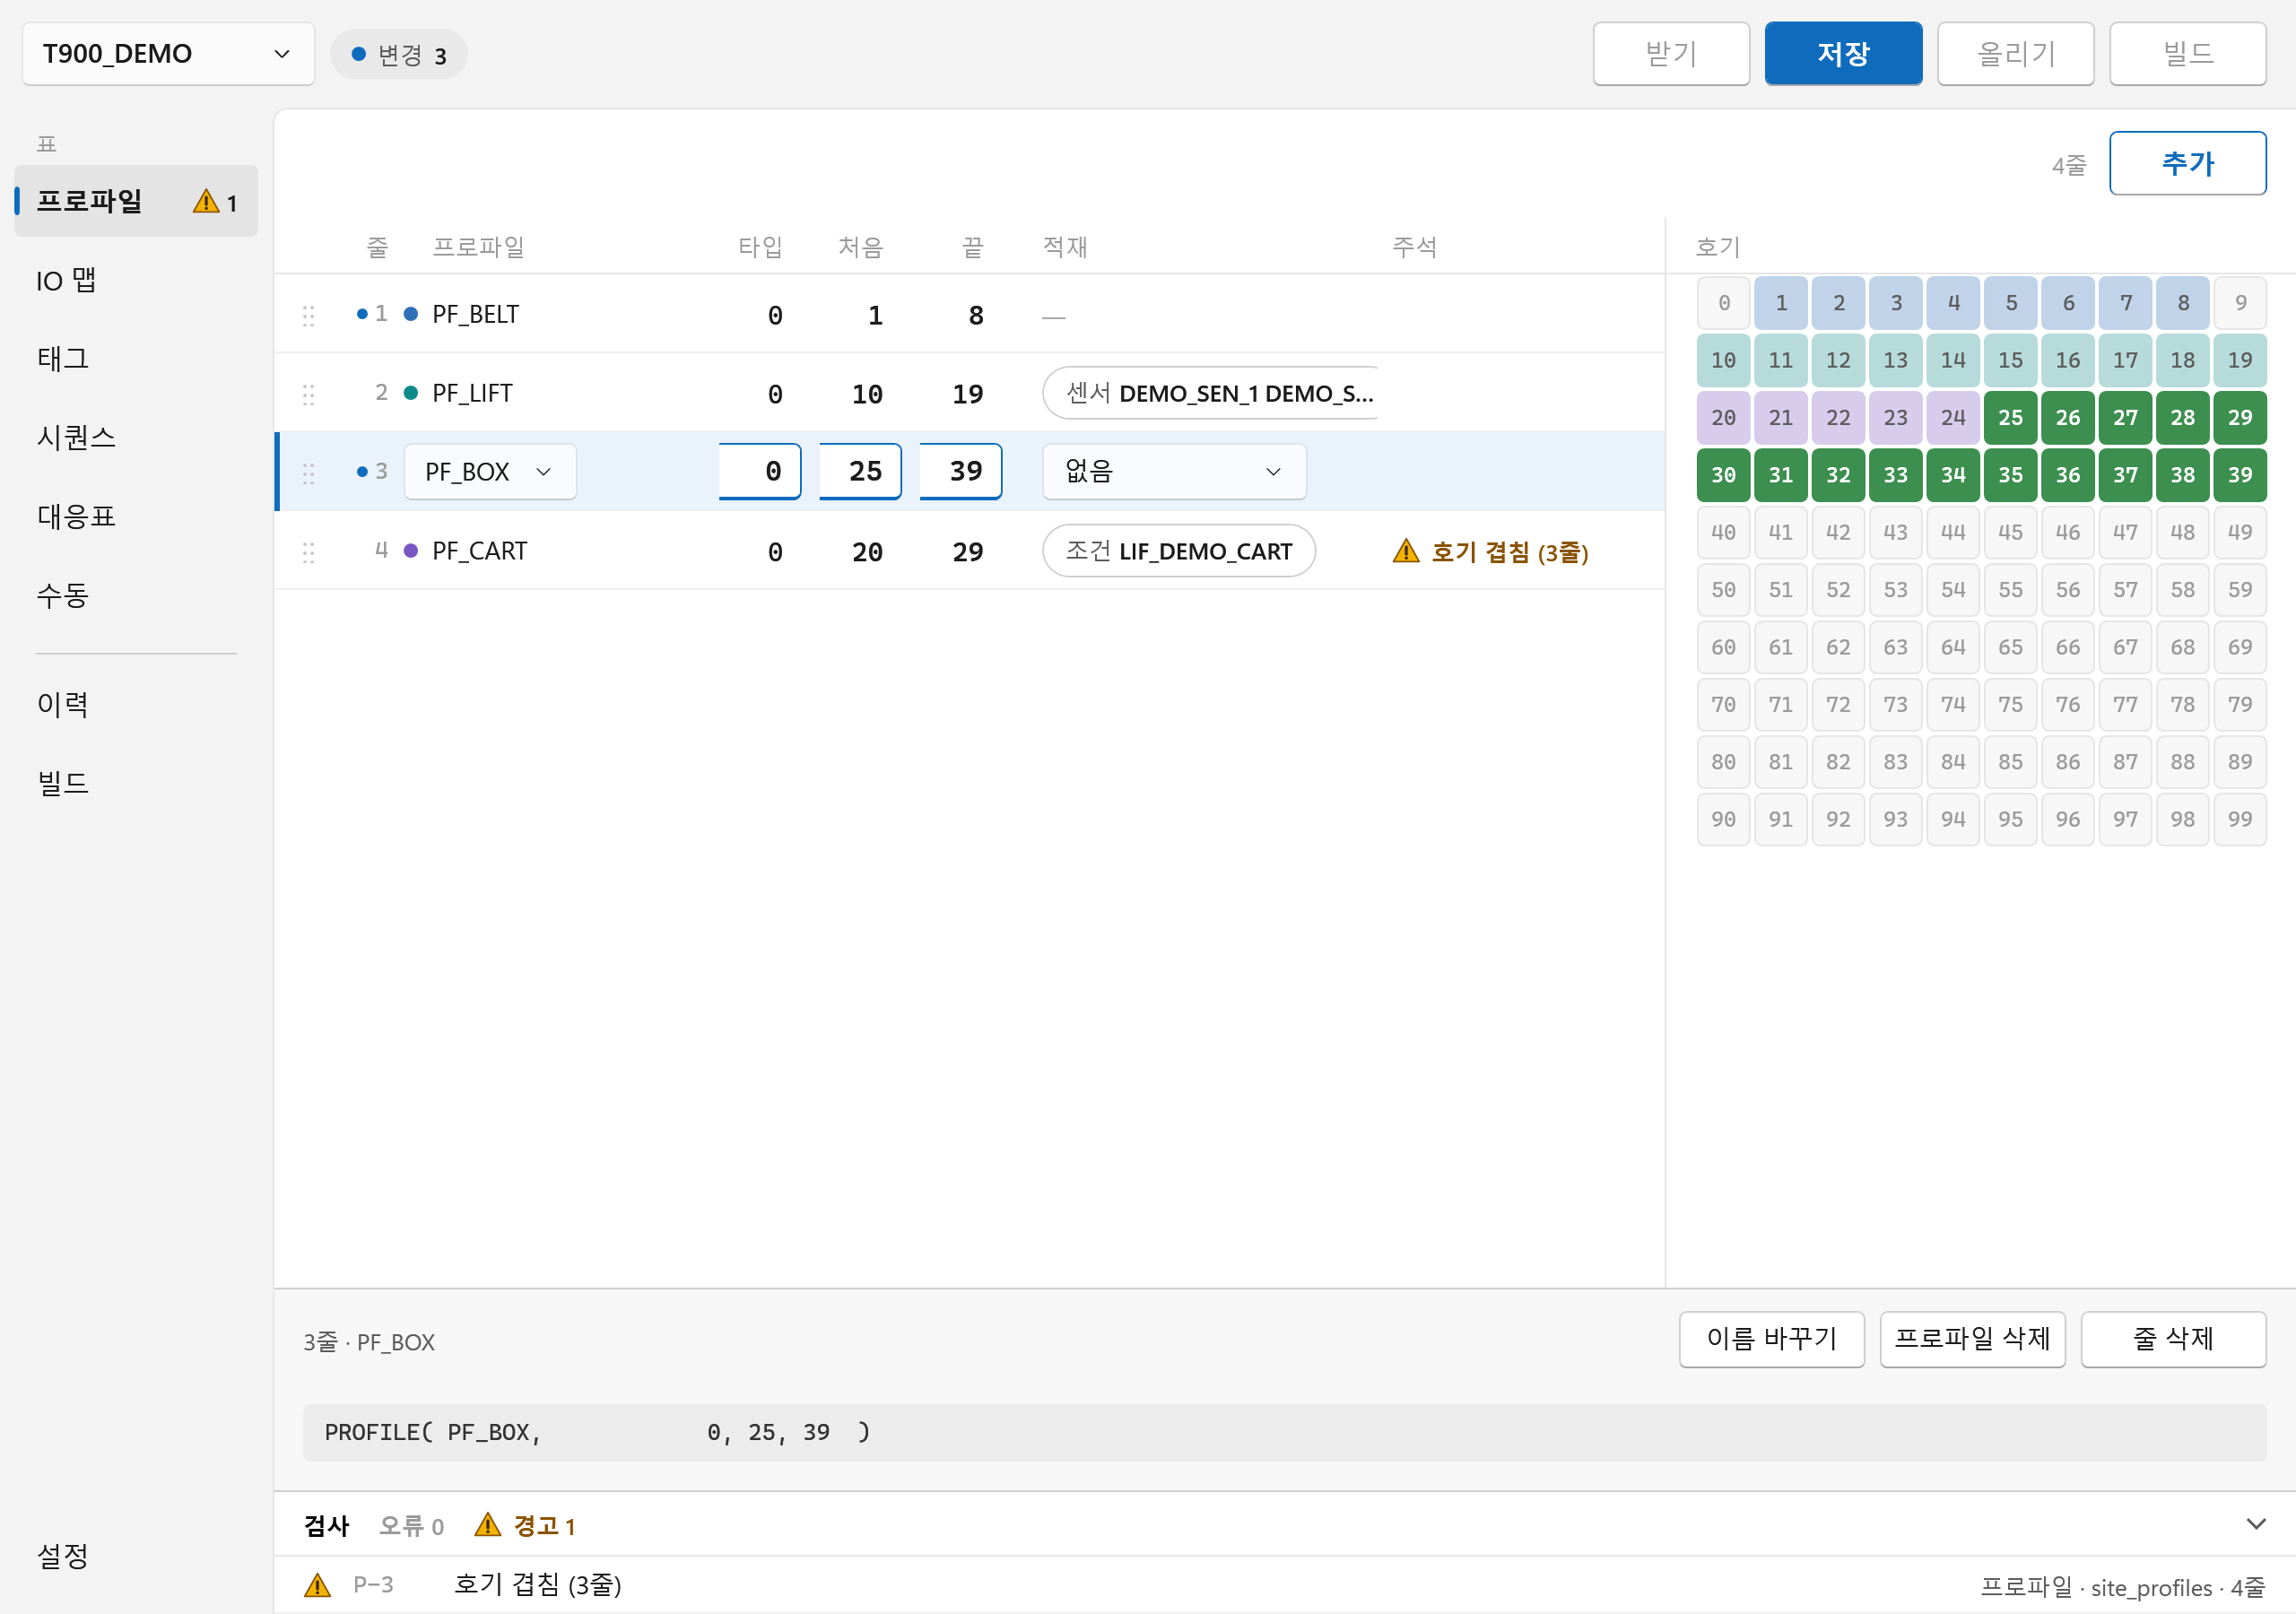 T900_DEMO 변경 3 받기 저장 올리기 빌드
표
프로파일 1
IO 맵
태그
시퀀스
대응표
수동
이력
빌드
설정
4줄 추가
줄 프로파일 타입 처음 끝 적재 주석 호기
1 PF_BELT 0 1 8 —
2 PF_LIFT 0 10 19 센서 DEMO_SEN_1 DEMO_S...
3 PF_BOX 0 25 39 없음
4 PF_CART 0 20 29 조건 LIF_DEMO_CART 호기 겹침 (3줄)
0 1 2 3 4 5 6 7 8 9
10 11 12 13 14 15 16 17 18 19
20 21 22 23 24 25 26 27 28 29
30 31 32 33 34 35 36 37 38 39
40 41 42 43 44 45 46 47 48 49
50 51 52 53 54 55 56 57 58 59
60 61 62 63 64 65 66 67 68 69
70 71 72 73 74 75 76 77 78 79
80 81 82 83 84 85 86 87 88 89
90 91 92 93 94 95 96 97 98 99
3줄 · PF_BOX 이름 바꾸기 프로파일 삭제 줄 삭제
PROFILE( PF_BOX, 0, 25, 39 )
검사 오류 0 경고 1
P-3 호기 겹침 (3줄) 프로파일 · site_profiles · 4줄